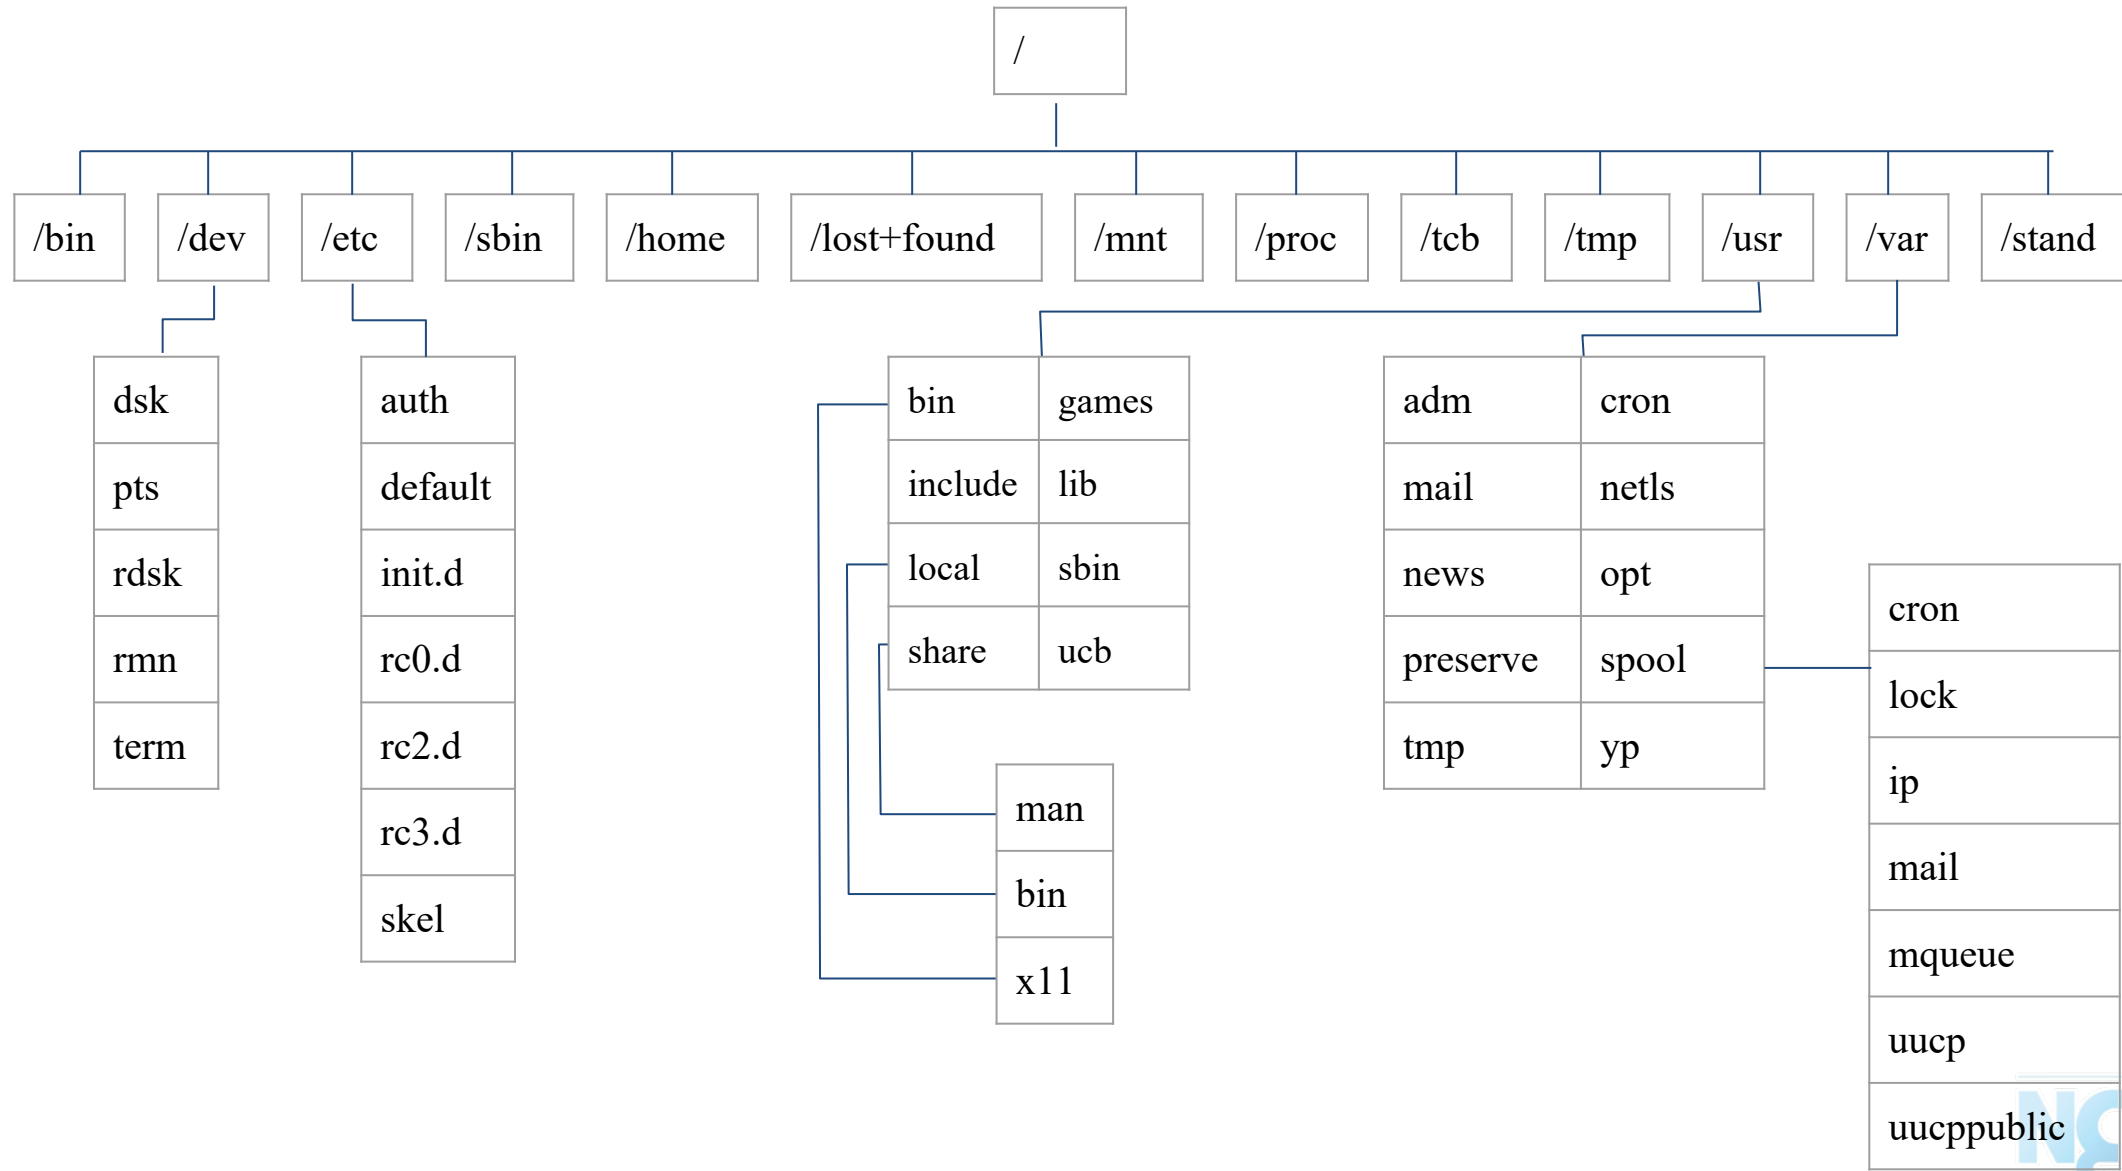 /
/bin /dev /etc /sbin /home /lost+found /mnt /proc /tcb /tmp /usr /var /stand
dsk
pts
rdsk
rmn
term
auth
default
init.d
rc0.d
rc2.d
rc3.d
skel
bin games
include lib
local sbin
share ucb
man
bin
x11
adm cron
mail netls
news opt
preserve spool
tmp yp
cron
lock
ip
mail
mqueue
uucp
uucppublic